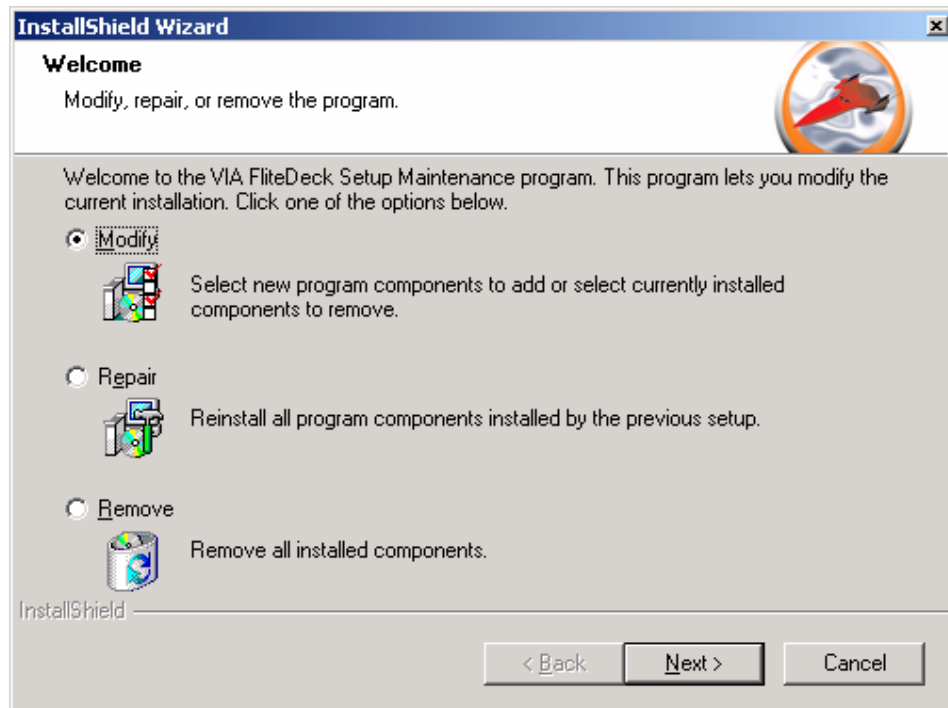 InstallShield Wizard
Welcome
Modify, repair, or remove the program.
Welcome to the VIA FliteDeck Setup Maintenance program. This program lets you modify the
current installation. Click one of the options below.
Modify
Select new program components to add or select currently installed
components to remove.
Repair
Reinstall all program components installed by the previous setup.
Remove
Remove all installed components.
InstallShield
< Back
Next >
Cancel